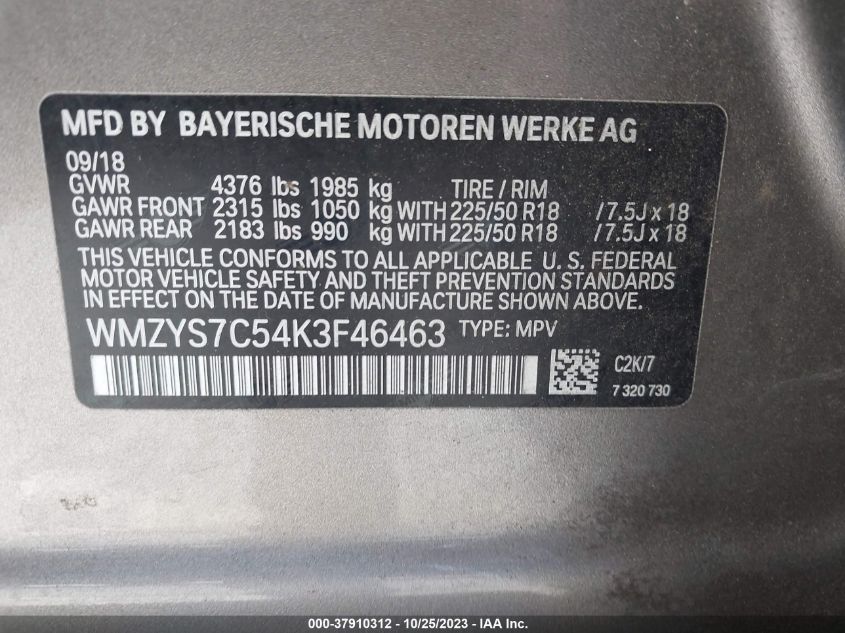 MFD BY BAYERISCHE MOTOREN WERKE AG
09/18
GVWR 4376 lbs 1985 kg TIRE / RIM
GAWR FRONT 2315 lbs 1050 kg WITH 225/50 R18 / 7.5J x 18
GAWR REAR 2183 lbs 990 kg WITH 225/50 R18 / 7.5J x 18
THIS VEHICLE CONFORMS TO ALL APPLICABLE U. S. FEDERAL
MOTOR VEHICLE SAFETY AND THEFT PREVENTION STANDARDS
IN EFFECT ON THE DATE OF MANUFACTURE SHOWN ABOVE.
WMZYS7C54K3F46463 TYPE: MPV
C2K/7
7 320 730
000-37910312 - 10/25/2023 - IAA Inc.